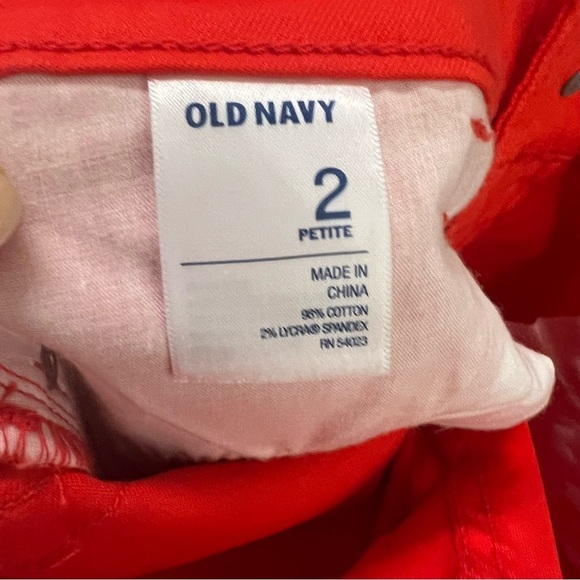 OLD NAVY
2
PETITE
MADE IN
CHINA
98% COTTON
2% LYCRA® SPANDEX
RN 54023